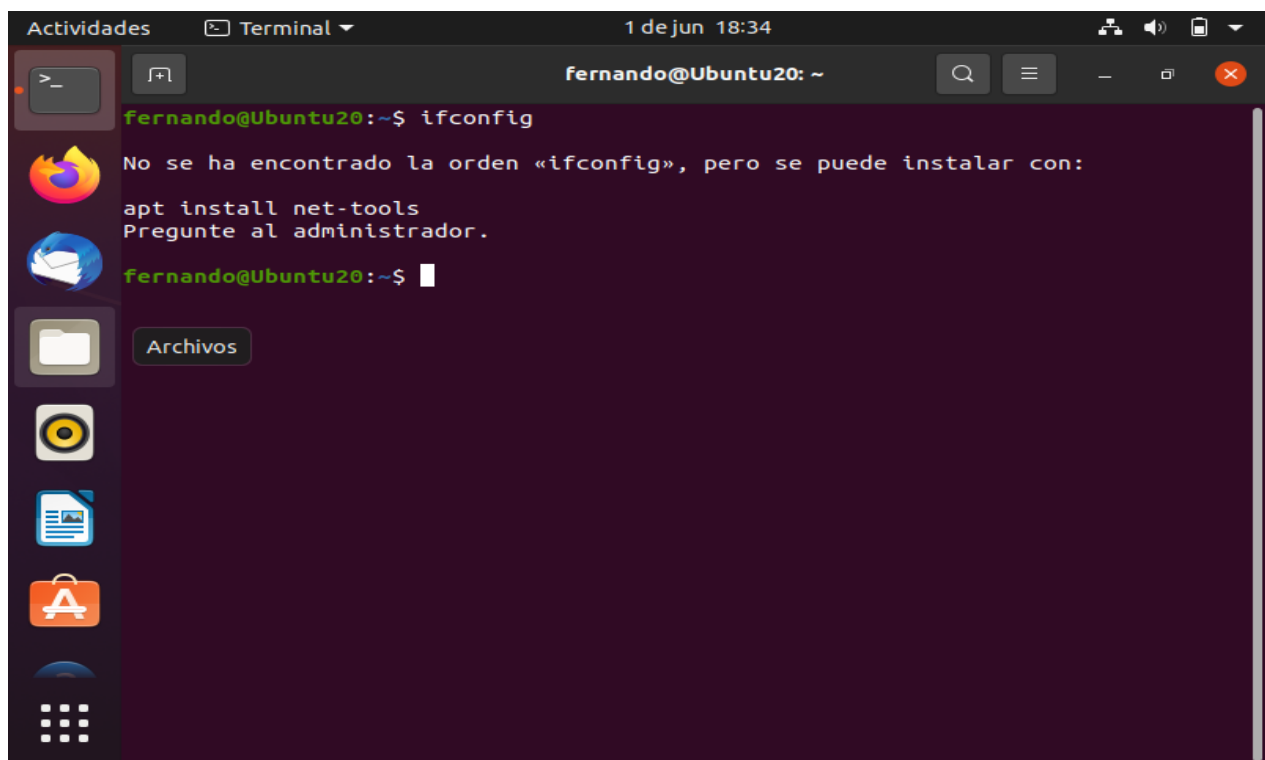 Actividades Terminal 1 de jun 18:34
fernando@Ubuntu20: ~
fernando@Ubuntu20:~$ ifconfig
No se ha encontrado la orden «ifconfig», pero se puede instalar con:
apt install net-tools
Pregunte al administrador.
fernando@Ubuntu20:~$
Archivos